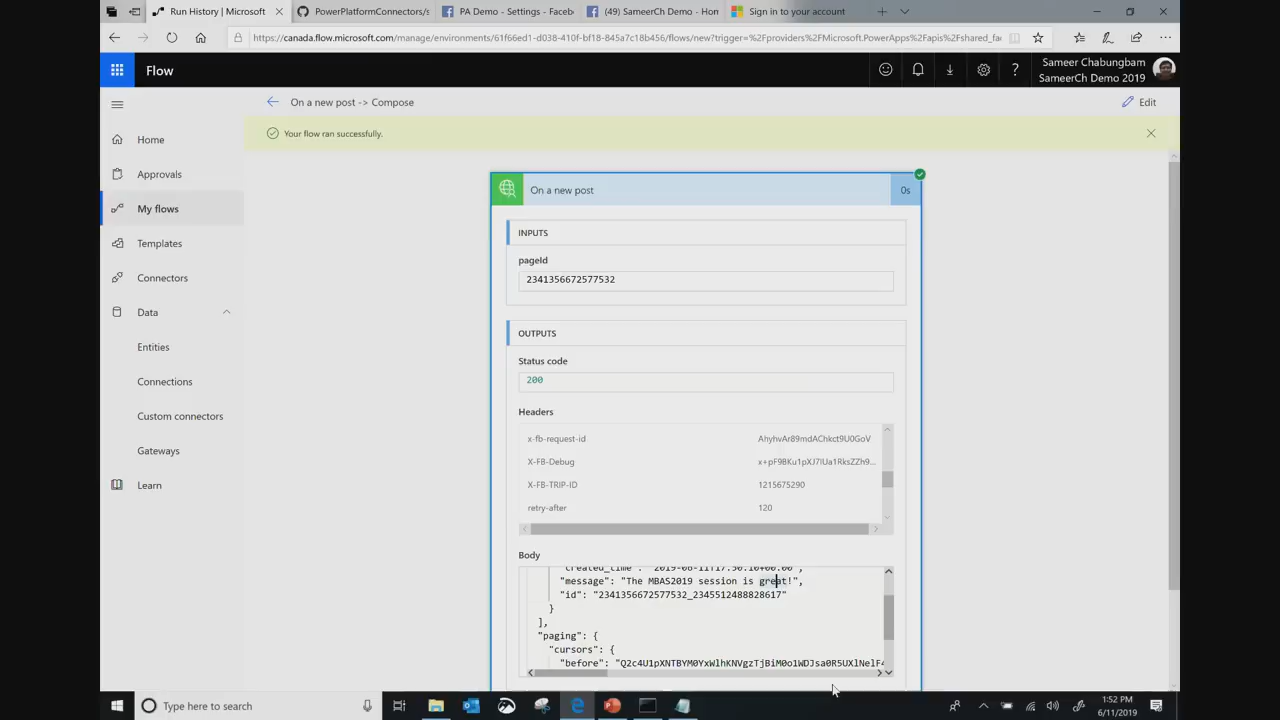 Run History | Microsoft
PowerPlatformConnectors/s
PA Demo - Settings - Faceb
(49) SameerCh Demo - Hon
Sign in to your account
https://canada.flow.microsoft.com/manage/environments/61f66ed1-d038-410f-bf18-845a7c18b456/flows/new?trigger=%2Fproviders%2FMicrosoft.PowerApps%2Fapis%2Fshared_fac
Flow
Sameer Chabungbam
SameerCh Demo 2019
On a new post -> Compose
Edit
Your flow ran successfully.
Home
Approvals
My flows
Templates
Connectors
Data
Entities
Connections
Custom connectors
Gateways
Learn
On a new post
0s
INPUTS
pageId
2341356672577532
OUTPUTS
Status code
200
Headers
x-fb-request-id AhyhvAr89mdAChkct9U0GoV
X-FB-Debug x+pF9BKu1pXJ7IUa1RksZZh9...
X-FB-TRIP-ID 1215675290
retry-after 120
Body
"message": "The MBAS2019 session is great!",
"id": "2341356672577532_2345512488828617"
}
],
"paging": {
"cursors": {
"before": "Q2c4U1pXNTBYM0YxWlhKNVgzTjBiM0o1WDJsa0R5UXlNelF4
Type here to search
1:52 PM
6/11/2019